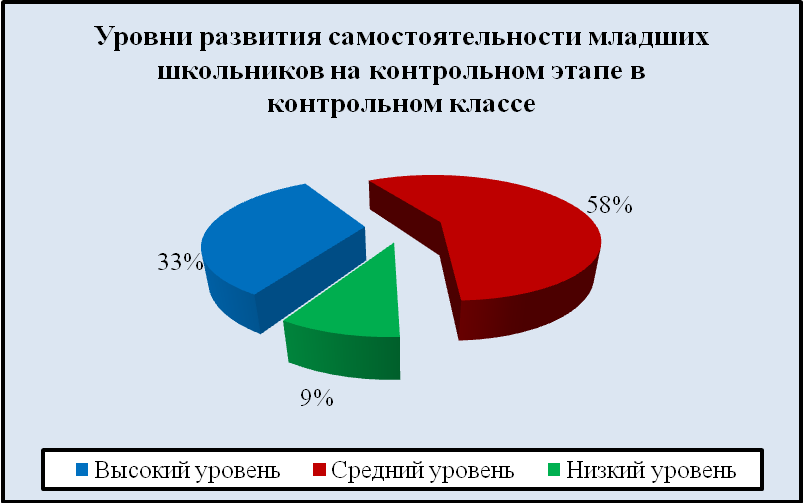 Уровни развития самостоятельности младших
школьников на контрольном этапе в
контрольном классе
58%
33%
9%
Высокий уровень Средний уровень Низкий уровень